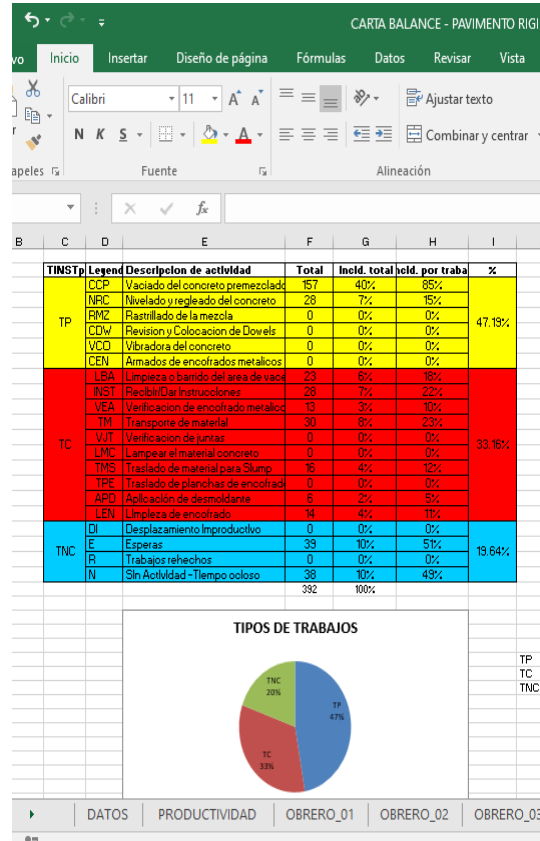 CARTA BALANCE - PAVIMENTO RIGI
vo Inicio Insertar Diseño de página Fórmulas Datos Revisar Vista
Calibri 11 A A Ajustar texto
N K S A Combinar y centrar
apeles Fuente Alineación
fx
B C D E F G H I
TINSTp Legend Descripcion de actividad Total Incid. total ncid. por traba %
CCP Vaciado del concreto premezclado 157 40% 85%
NRC Nivelado y regleado del concreto 28 7% 15%
RMZ Rastrillado de la mezcla 0 0% 0%
TP CDW Revision y Colocacion de Dowels 0 0% 0% 47.19%
VCO Vibradora del concreto 0 0% 0%
CEN Armados de encofrados metalicos 0 0% 0%
LBA Limpieza o barrido del area de vace 23 6% 18%
INST Recibir/Dar Instrucciones 28 7% 22%
VEA Verificacion de encofrado metalico 13 3% 10%
TM Transporte de material 30 8% 23%
TC VJT Verificacion de juntas 0 0% 0% 33.16%
LMC Lampear el material concreto 0 0% 0%
TMS Traslado de material para Slump 16 4% 12%
TPE Traslado de planchas de encofrad 0 0% 0%
APD Aplicación de desmoldante 6 2% 5%
LEN Limpieza de encofrado 14 4% 11%
DI Desplazamiento Improductivo 0 0% 0%
TNC E Esperas 39 10% 51% 19.64%
R Trabajos rehechos 0 0% 0%
N Sin Actividad -Tiempo ocioso 38 10% 49%
392 100%
TIPOS DE TRABAJOS
TNC
20%
TP
47%
TC
33%
TP
TC
TNC
DATOS PRODUCTIVIDAD OBRERO_01 OBRERO_02 OBRERO_03